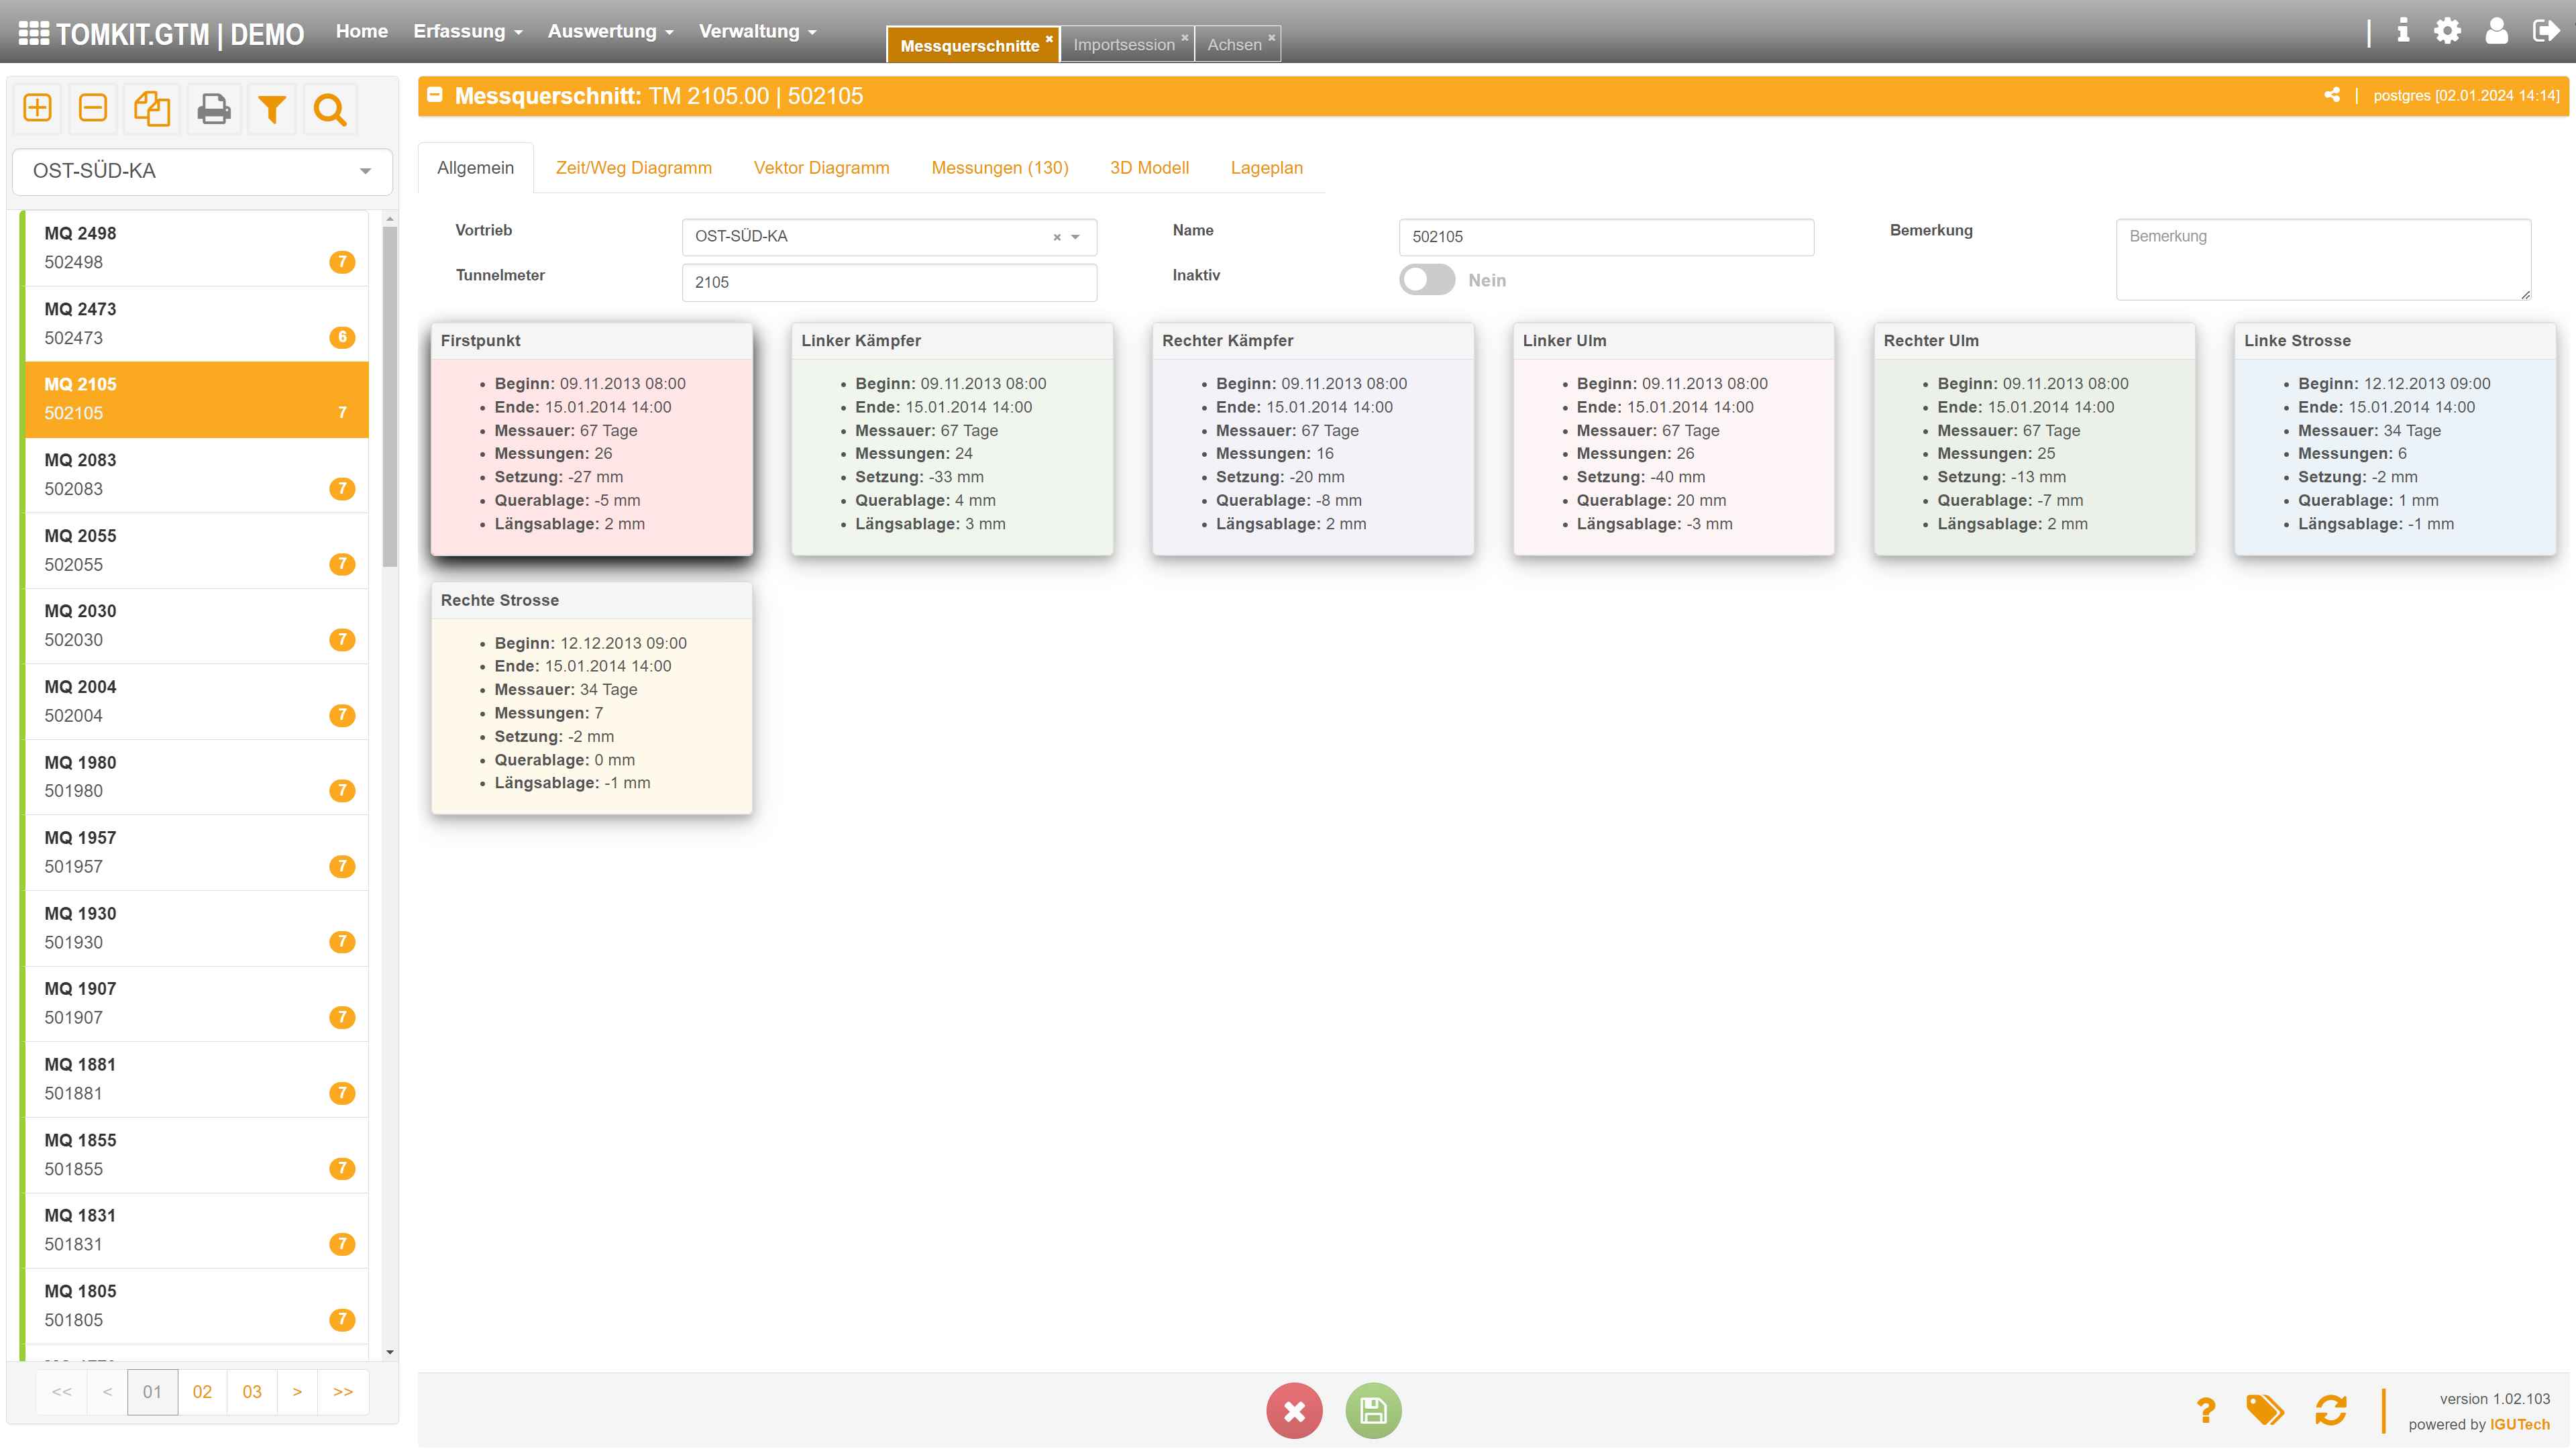 TOMKIT.GTM | DEMO
Home Erfassung Auswertung Verwaltung
Messquerschnitte × Importsession × Achsen ×
Messquerschnitt: TM 2105.00 | 502105
postgres [02.01.2024 14:14]
OST-SÜD-KA
MQ 2498
502498 7
MQ 2473
502473 6
MQ 2105
502105 7
MQ 2083
502083 7
MQ 2055
502055 7
MQ 2030
502030 7
MQ 2004
502004 7
MQ 1980
501980 7
MQ 1957
501957 7
MQ 1930
501930 7
MQ 1907
501907 7
MQ 1881
501881 7
MQ 1855
501855 7
MQ 1831
501831 7
MQ 1805
501805 7
<< < 01 02 03 > >>
Allgemein Zeit/Weg Diagramm Vektor Diagramm Messungen (130) 3D Modell Lageplan
Vortrieb OST-SÜD-KA × Name 502105 Bemerkung Bemerkung
Tunnelmeter 2105 Inaktiv Nein
Firstpunkt
Beginn: 09.11.2013 08:00
Ende: 15.01.2014 14:00
Messauer: 67 Tage
Messungen: 26
Setzung: -27 mm
Querablage: -5 mm
Längsablage: 2 mm
Linker Kämpfer
Beginn: 09.11.2013 08:00
Ende: 15.01.2014 14:00
Messauer: 67 Tage
Messungen: 24
Setzung: -33 mm
Querablage: 4 mm
Längsablage: 3 mm
Rechter Kämpfer
Beginn: 09.11.2013 08:00
Ende: 15.01.2014 14:00
Messauer: 67 Tage
Messungen: 16
Setzung: -20 mm
Querablage: -8 mm
Längsablage: 2 mm
Linker Ulm
Beginn: 09.11.2013 08:00
Ende: 15.01.2014 14:00
Messauer: 67 Tage
Messungen: 26
Setzung: -40 mm
Querablage: 20 mm
Längsablage: -3 mm
Rechter Ulm
Beginn: 09.11.2013 08:00
Ende: 15.01.2014 14:00
Messauer: 67 Tage
Messungen: 25
Setzung: -13 mm
Querablage: -7 mm
Längsablage: 2 mm
Linke Strosse
Beginn: 12.12.2013 09:00
Ende: 15.01.2014 14:00
Messauer: 34 Tage
Messungen: 6
Setzung: -2 mm
Querablage: 1 mm
Längsablage: -1 mm
Rechte Strosse
Beginn: 12.12.2013 09:00
Ende: 15.01.2014 14:00
Messauer: 34 Tage
Messungen: 7
Setzung: -2 mm
Querablage: 0 mm
Längsablage: -1 mm
version 1.02.103
powered by IGUTech